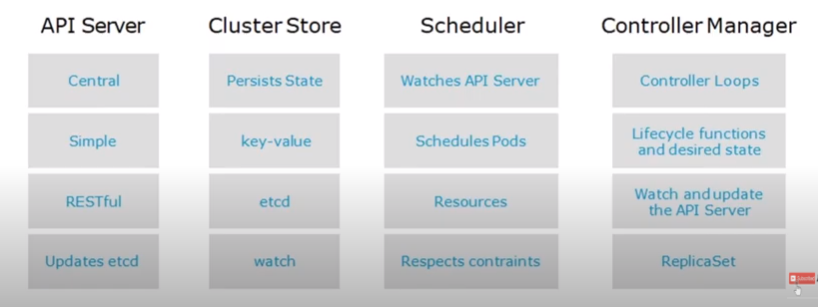 API Server
Cluster Store
Scheduler
Controller Manager
Central
Persists State
Watches API Server
Controller Loops
Simple
key-value
Schedules Pods
Lifecycle functions
and desired state
RESTful
etcd
Resources
Watch and update
the API Server
Updates etcd
watch
Respects contraints
ReplicaSet